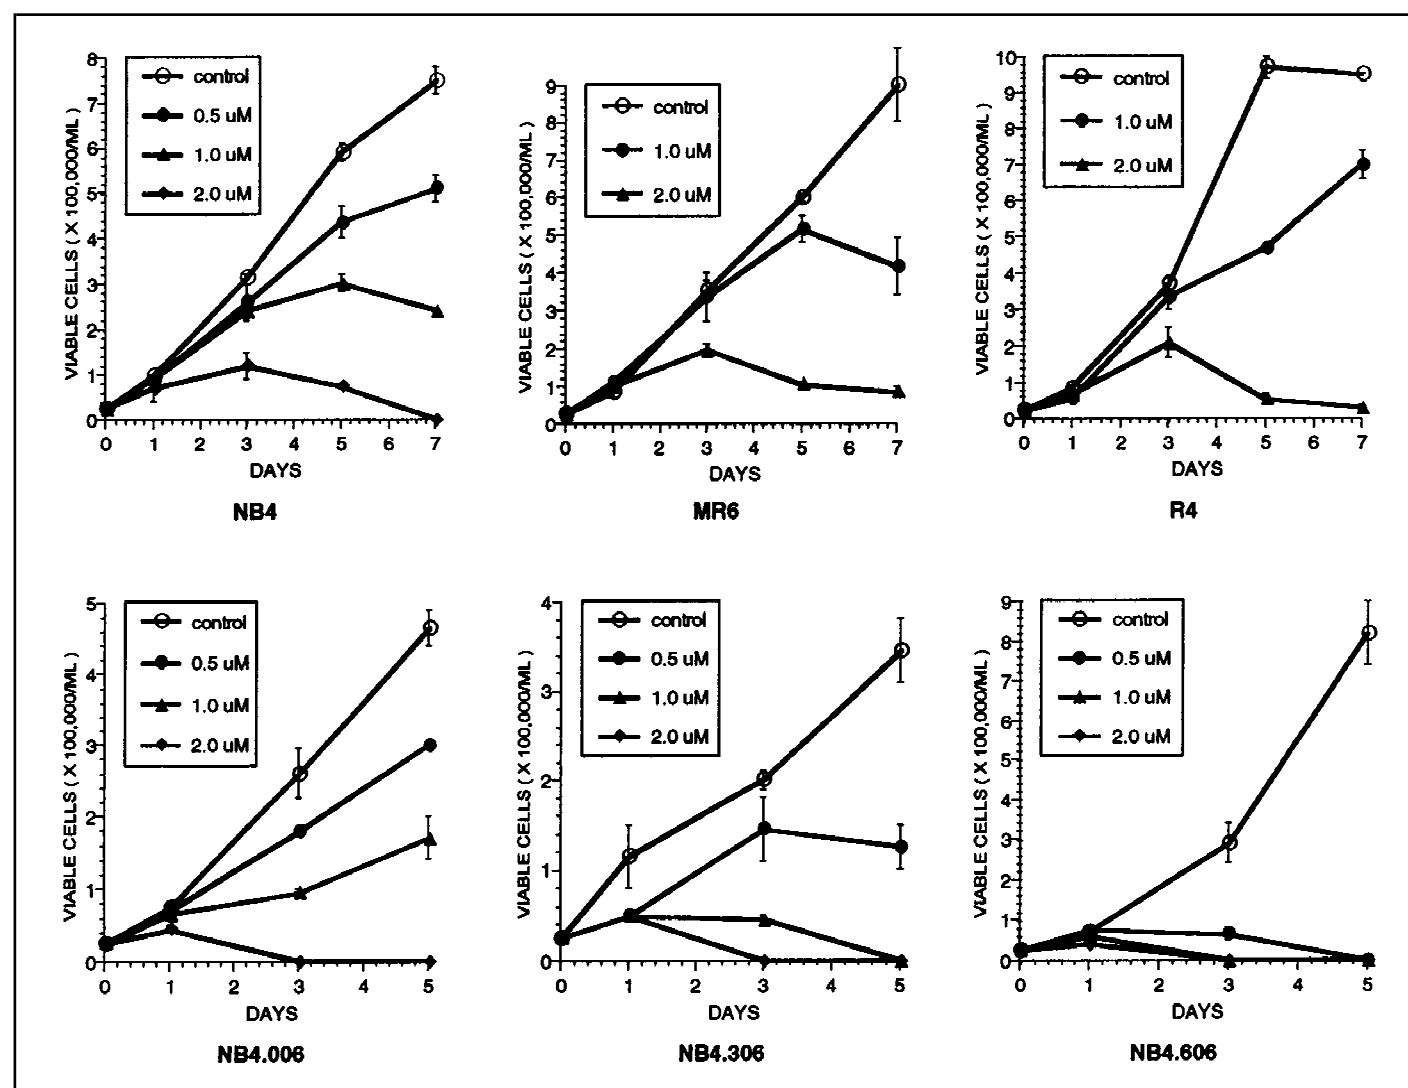 VIABLE CELLS ( X 100,000/ML )
8
7
6
5
4
3
2
1
0
control
0.5 uM
1.0 uM
2.0 uM
0 1 2 3 4 5 6 7
DAYS
NB4
VIABLE CELLS ( X 100,000/ML )
9
8
7
6
5
4
3
2
1
0
control
1.0 uM
2.0 uM
0 1 2 3 4 5 6 7
DAYS
MR6
VIABLE CELLS ( X 100,000/ML )
10
9
8
7
6
5
4
3
2
1
0
control
1.0 uM
2.0 uM
0 1 2 3 4 5 6 7
DAYS
R4
VIABLE CELLS ( X 100,000/ML )
5
4
3
2
1
0
control
0.5 uM
1.0 uM
2.0 uM
0 1 2 3 4 5
DAYS
NB4.006
VIABLE CELLS ( X 100,000/ML )
4
3
2
1
0
control
0.5 uM
1.0 uM
2.0 uM
0 1 2 3 4 5
DAYS
NB4.306
VIABLE CELLS ( X 100,000/ML )
9
8
7
6
5
4
3
2
1
0
control
0.5 uM
1.0 uM
2.0 uM
0 1 2 3 4 5
DAYS
NB4.606